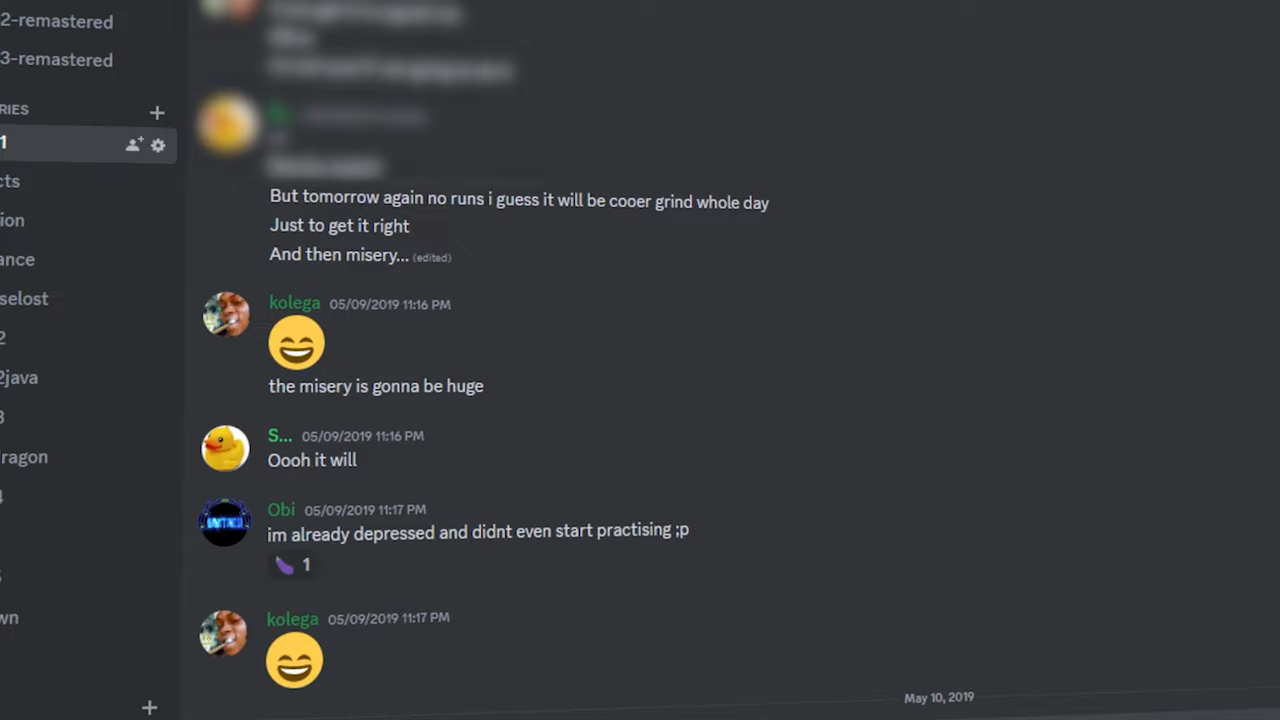 2-remastered
3-remastered
RIES
1
cts
ion
ance
selost
2
2java
3
ragon
4
wn
But tomorrow again no runs i guess it will be cooer grind whole day
Just to get it right
And then misery... (edited)
kolega 05/09/2019 11:16 PM
the misery is gonna be huge
S... 05/09/2019 11:16 PM
Oooh it will
Obi 05/09/2019 11:17 PM
im already depressed and didnt even start practising ;p
1
kolega 05/09/2019 11:17 PM
May 10, 2019